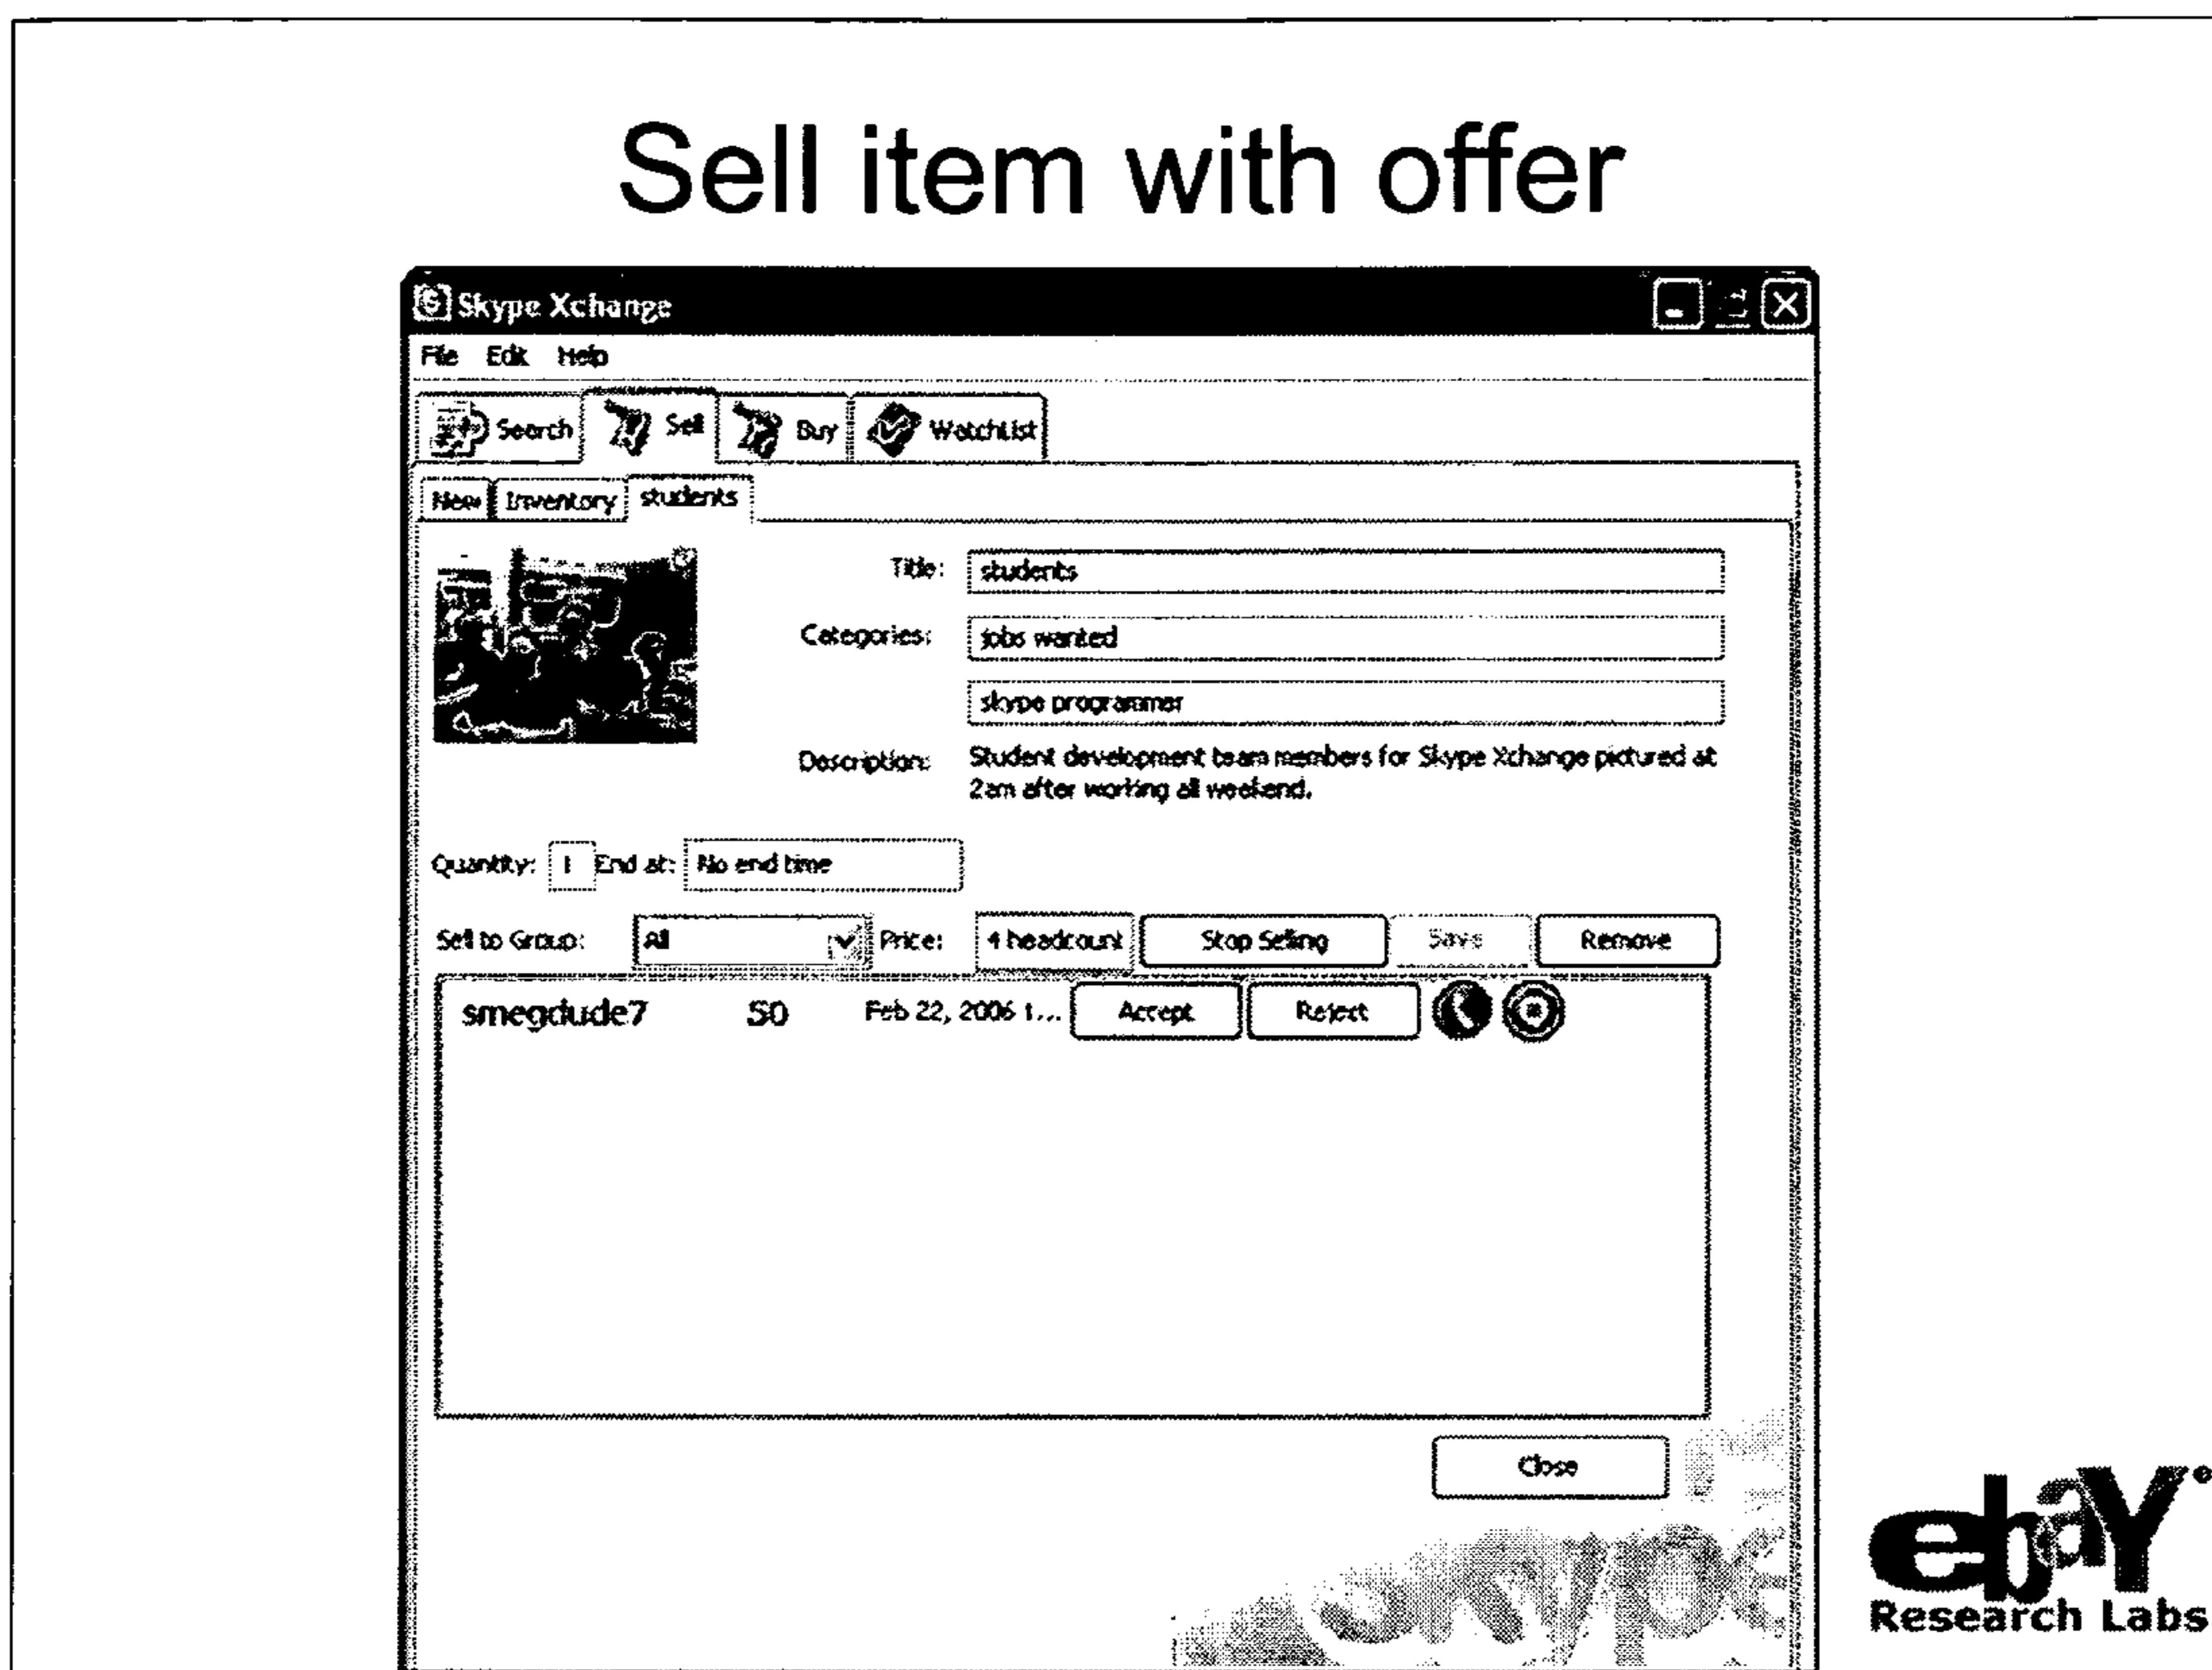 Sell item with offer
Skype Xchange
File Edit Help
Search Sell Buy WatchList
New Inventory students
Title: students
Categories: jobs wanted
skype programmer
Description: Student development team members for Skype Xchange pictured at
2am after working all weekend.
Quantity: 1 End at: No end time
Sell to Group: All Price: 4 headcount Stop Selling Save Remove
smegdude7 50 Feb 22, 2006 1... Accept Reject
Close
skype
ebay®
Research Labs